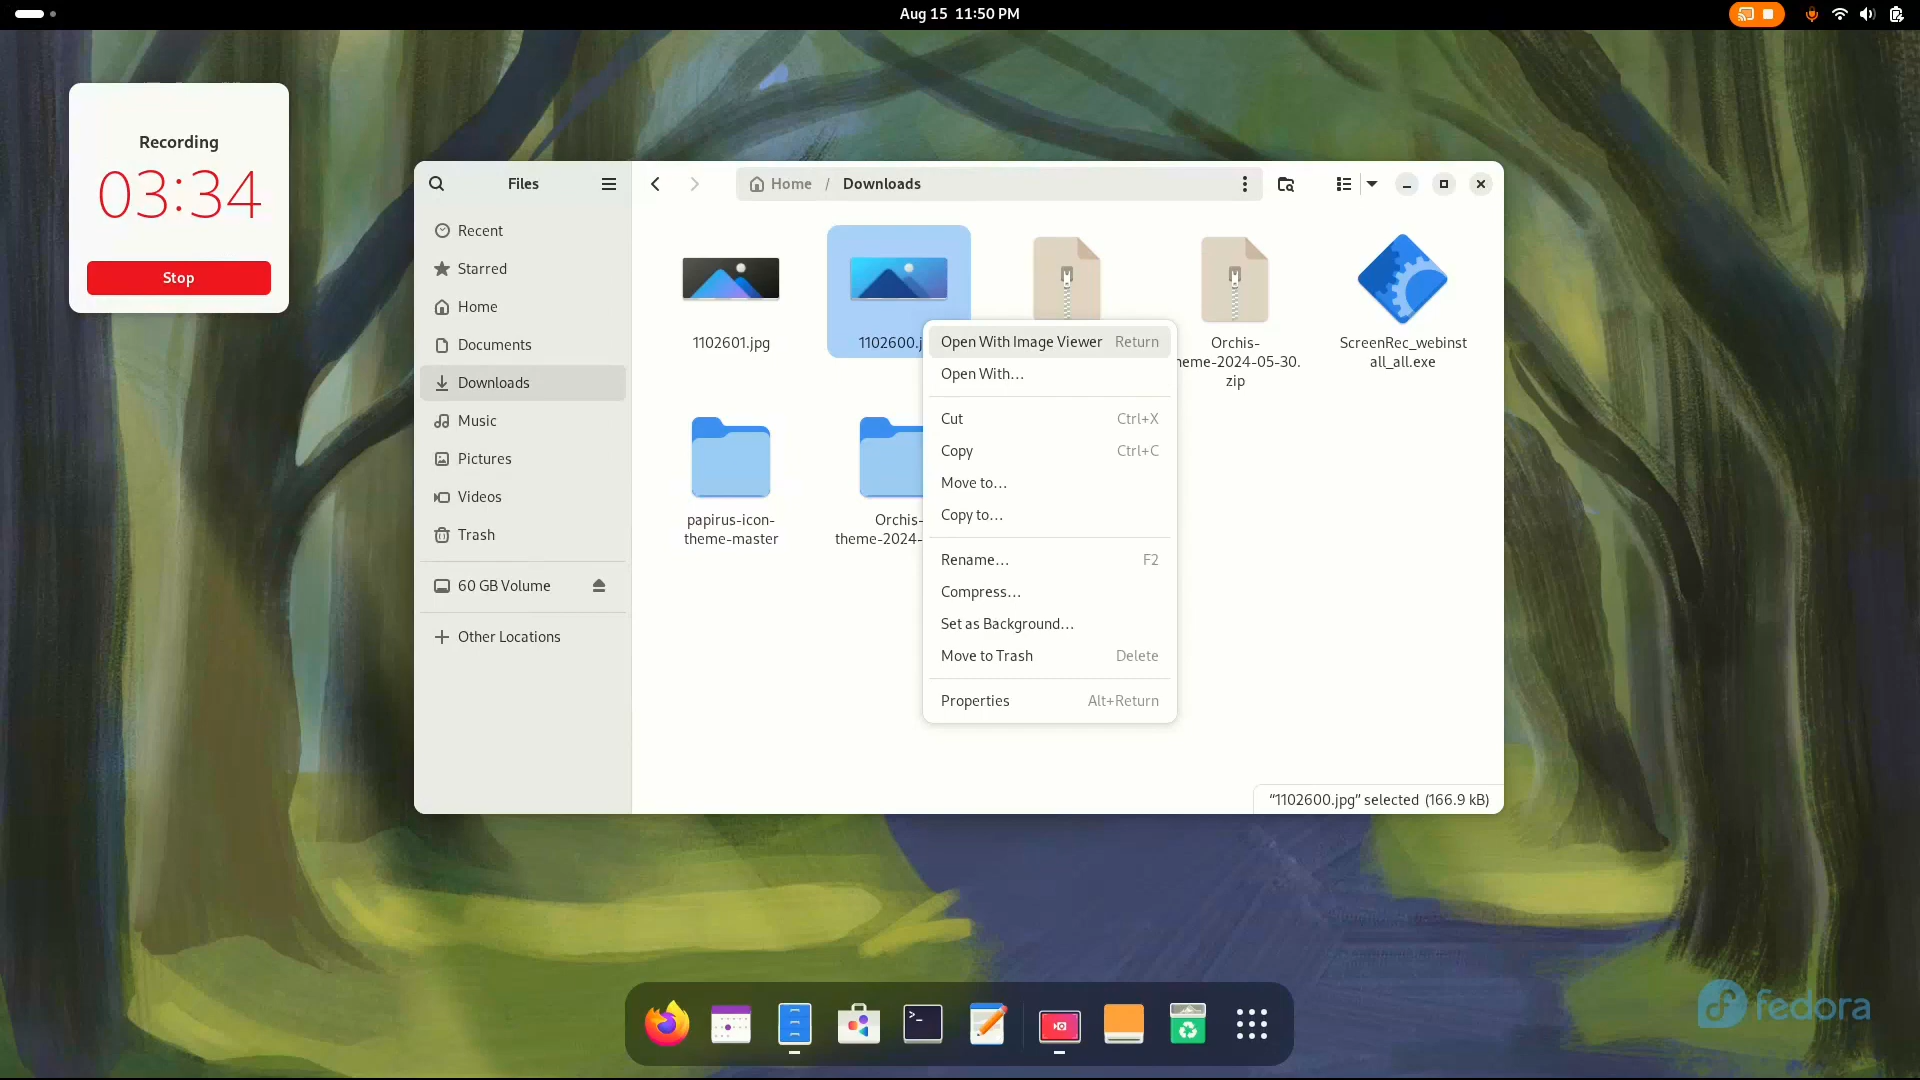 Aug 15 11:50 PM
Recording
03:34
Stop
Files
Home / Downloads
Recent
Starred
Home
Documents
Downloads
Music
Pictures
Videos
Trash
60 GB Volume
Other Locations
1102601.jpg
1102600.j
Orchis-
heme-2024-05-30.
zip
ScreenRec_webinst
all_all.exe
papirus-icon-
theme-master
Orchis-
theme-2024-
Open With Image Viewer Return
Open With…
Cut Ctrl+X
Copy Ctrl+C
Move to…
Copy to…
Rename… F2
Compress…
Set as Background…
Move to Trash Delete
Properties Alt+Return
“1102600.jpg” selected (166.9 kB)
fedora